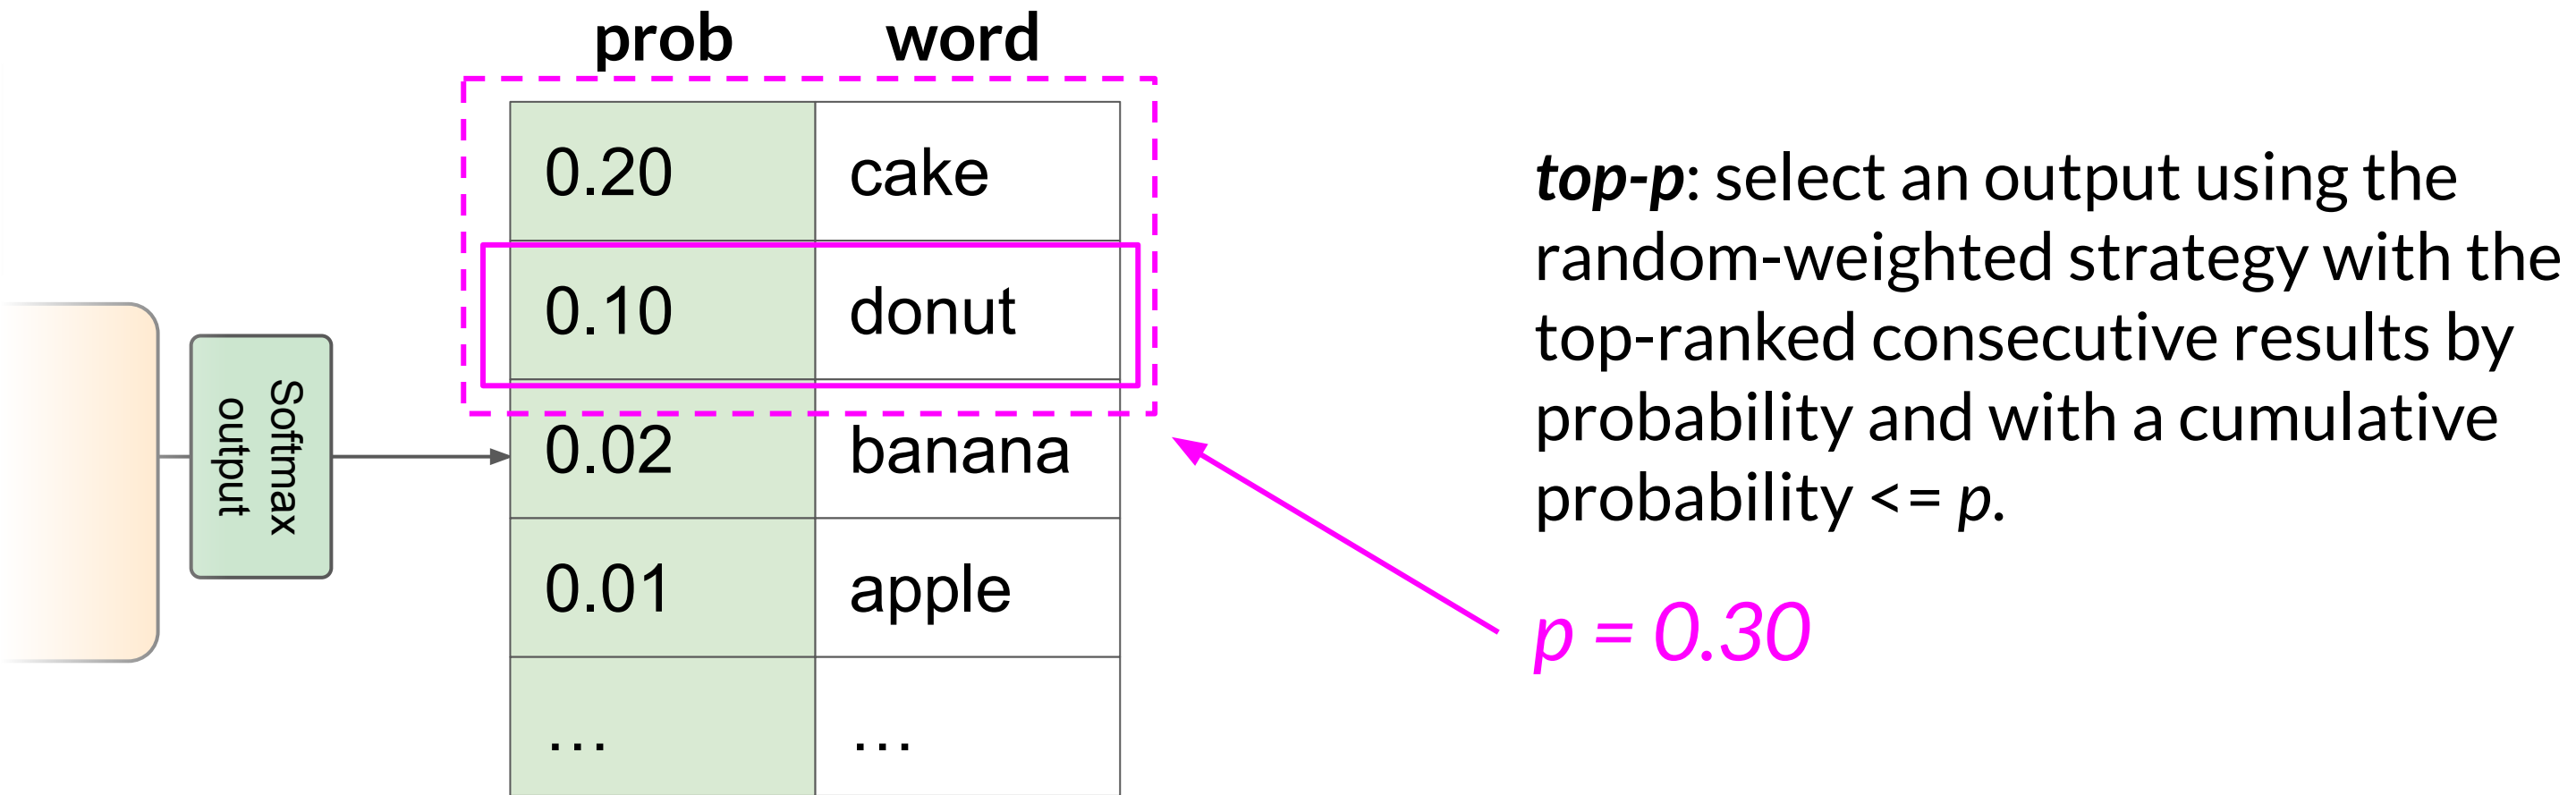 prob word
0.20 cake
0.10 donut
0.02 banana
0.01 apple
… …
Softmax
output
top-p: select an output using the
random-weighted strategy with the
top-ranked consecutive results by
probability and with a cumulative
probability <= p.
p = 0.30